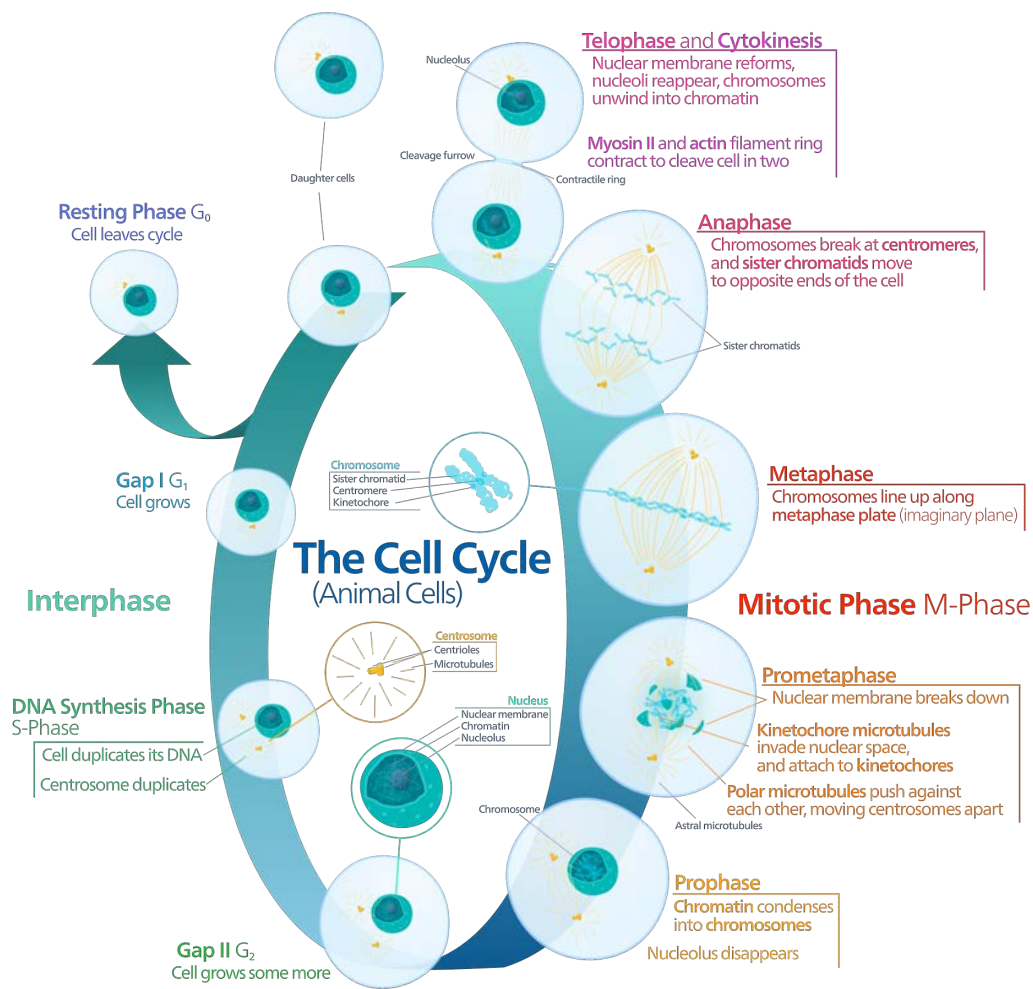 Telophase and Cytokinesis
Nuclear membrane reforms,
nucleoli reappear, chromosomes
unwind into chromatin
Nucleolus
Myosin II and actin filament ring
contract to cleave cell in two
Cleavage furrow
Contractile ring
Daughter cells
Resting Phase G₀
Cell leaves cycle
Anaphase
Chromosomes break at centromeres,
and sister chromatids move
to opposite ends of the cell
Sister chromatids
Chromosome
Sister chromatid
Centromere
Kinetochore
Metaphase
Chromosomes line up along
metaphase plate (imaginary plane)
Gap I G₁
Cell grows
The Cell Cycle
(Animal Cells)
Interphase
Mitotic Phase M-Phase
Centrosome
Centrioles
Microtubules
Prometaphase
Nuclear membrane breaks down
Kinetochore microtubules
invade nuclear space,
and attach to kinetochores
Polar microtubules push against
each other, moving centrosomes apart
Astral microtubules
DNA Synthesis Phase
S-Phase
Cell duplicates its DNA
Centrosome duplicates
Nucleus
Nuclear membrane
Chromatin
Nucleolus
Chromosome
Prophase
Chromatin condenses
into chromosomes
Nucleolus disappears
Gap II G₂
Cell grows some more